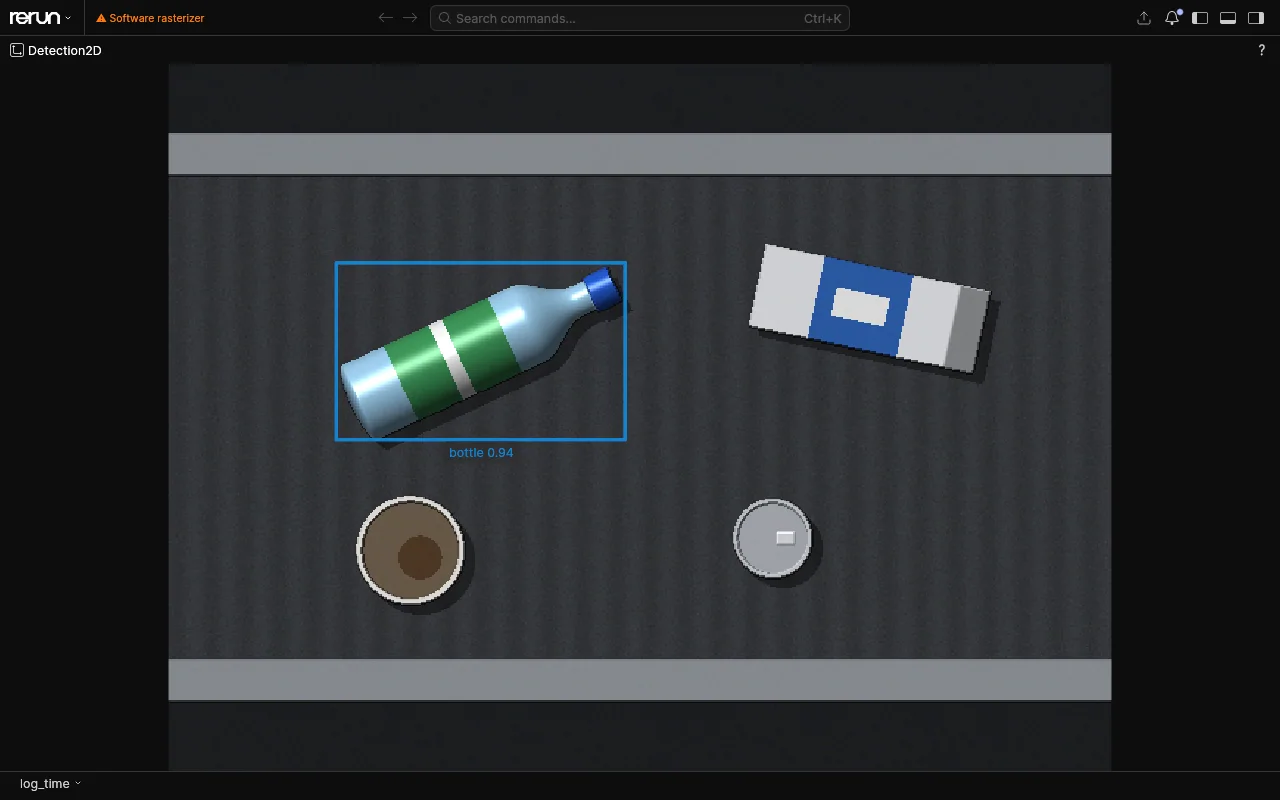 rerun
Software rasterizer
Search commands...
Ctrl+K
Detection2D
?
bottle 0.94
log_time